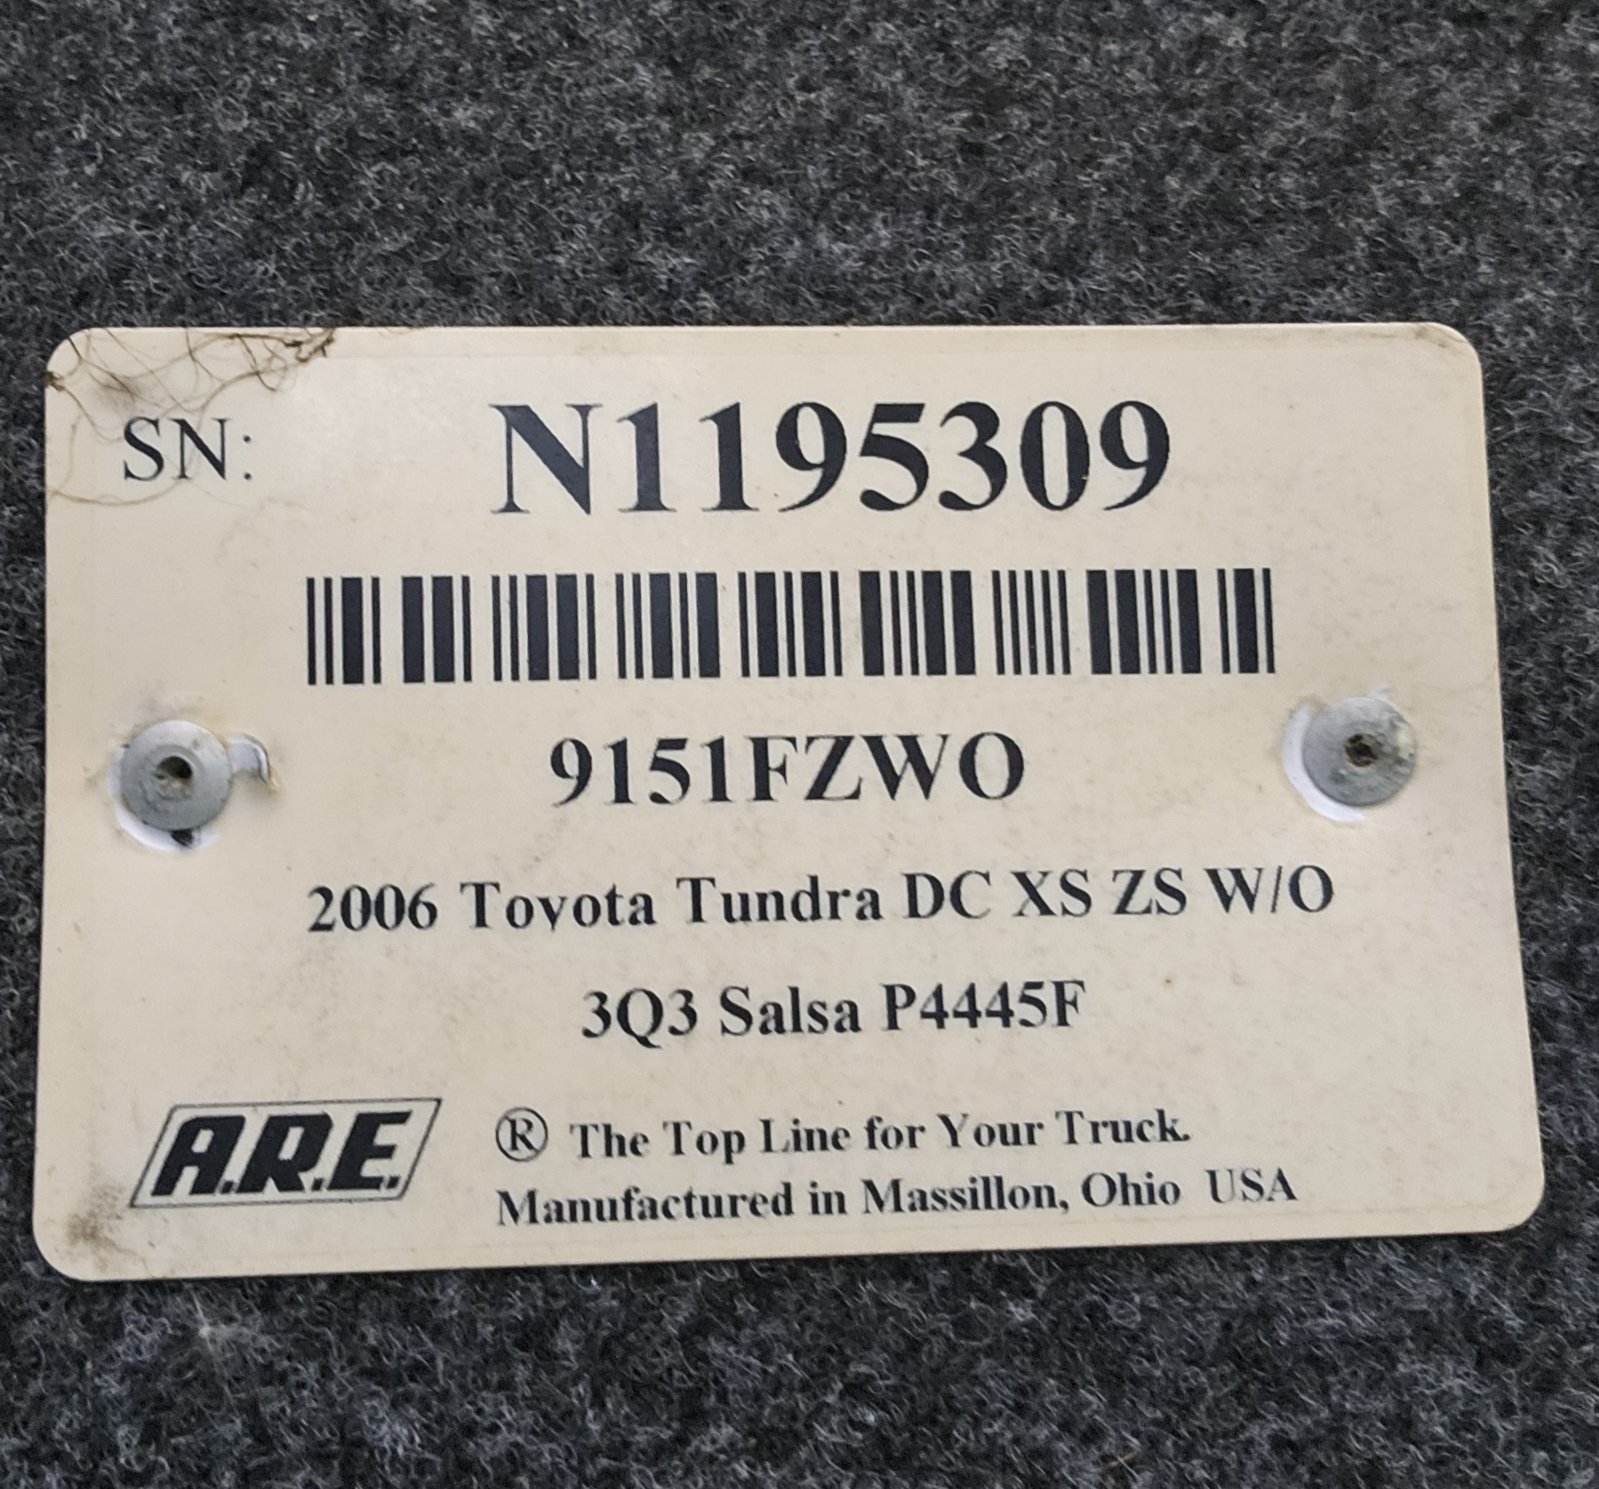 SN: N1195309
9151FZWO
2006 Toyota Tundra DC XS ZS W/O
3Q3 Salsa P4445F
A.R.E. ® The Top Line for Your Truck.
Manufactured in Massillon, Ohio USA